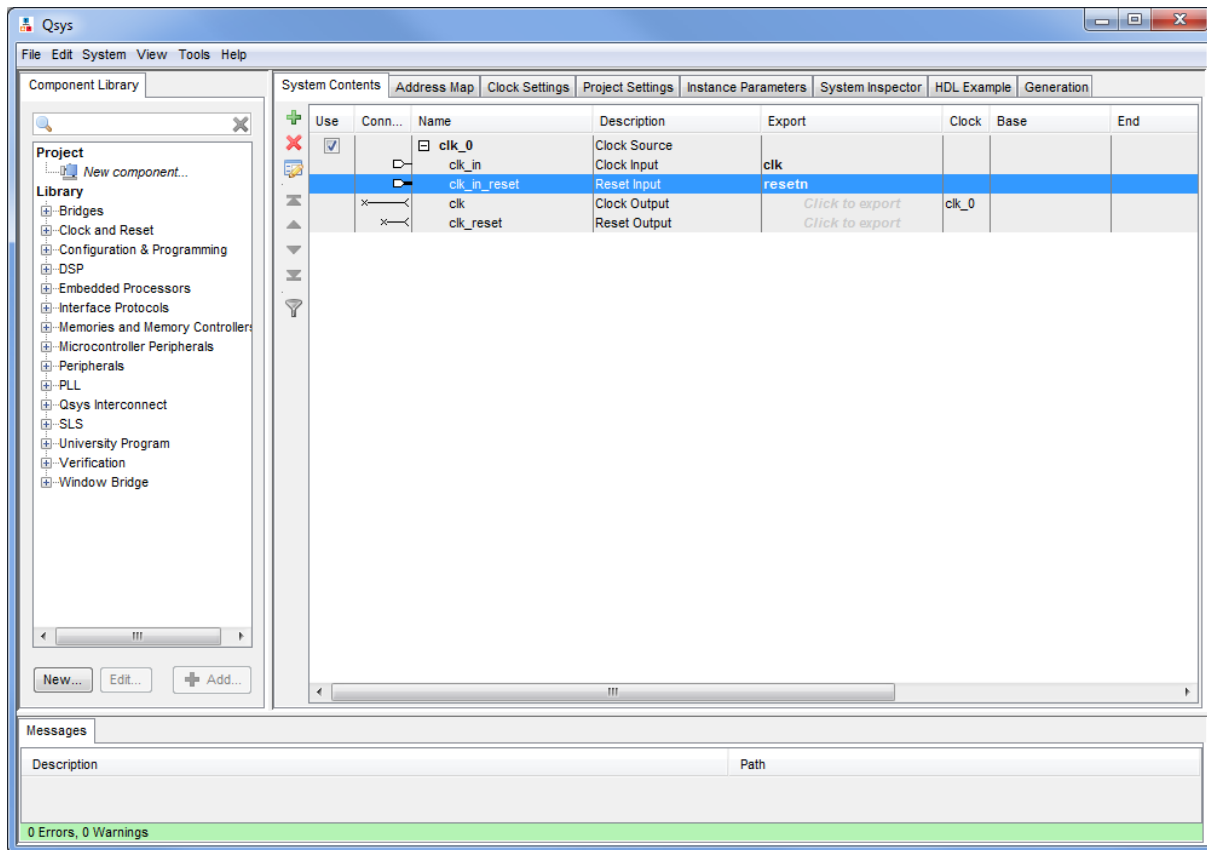 Qsys
File Edit System View Tools Help
Component Library
Project
New component...
Library
Bridges
Clock and Reset
Configuration & Programming
DSP
Embedded Processors
Interface Protocols
Memories and Memory Controllers
Microcontroller Peripherals
Peripherals
PLL
Qsys Interconnect
SLS
University Program
Verification
Window Bridge
New... Edit... Add...
System Contents Address Map Clock Settings Project Settings Instance Parameters System Inspector HDL Example Generation
Use Conn... Name Description Export Clock Base End
clk_0 Clock Source
clk_in Clock Input clk
clk_in_reset Reset Input resetn
clk Clock Output Click to export clk_0
clk_reset Reset Output Click to export
Messages
Description Path
0 Errors, 0 Warnings